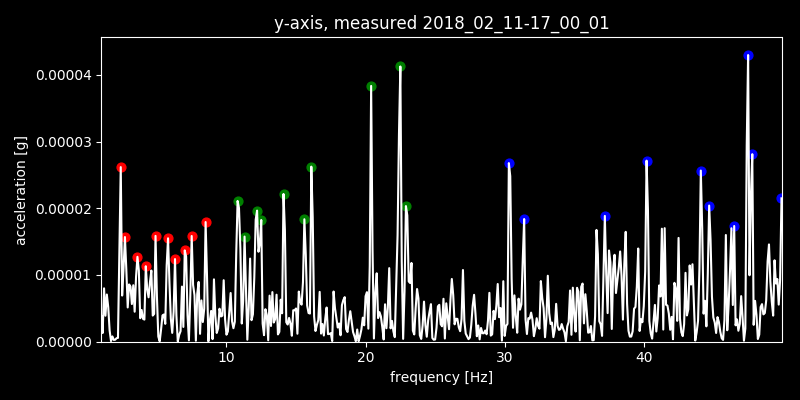 y-axis, measured 2018_02_11-17_00_01
0.00004
0.00003
0.00002
0.00001
0.00000
acceleration [g]
10 20 30 40
frequency [Hz]